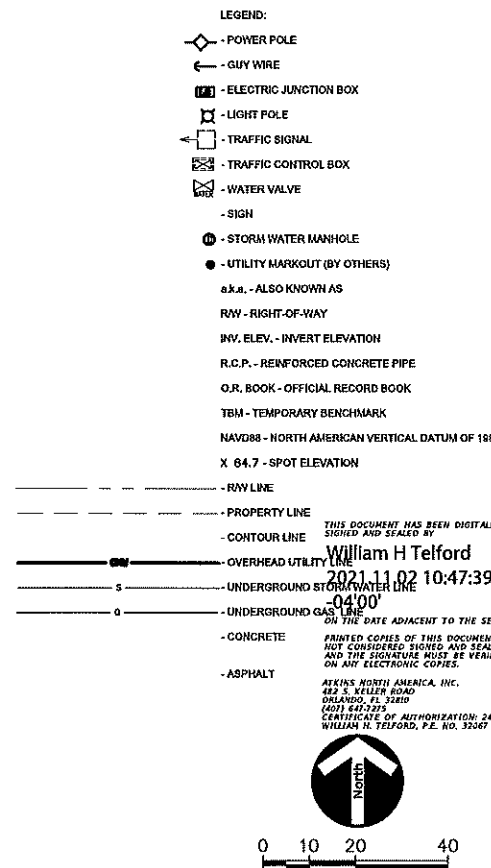 LEGEND:
- POWER POLE
- GUY WIRE
- ELECTRIC JUNCTION BOX
- LIGHT POLE
- TRAFFIC SIGNAL
- TRAFFIC CONTROL BOX
WATER
- WATER VALVE
- SIGN
- STORM WATER MANHOLE
- UTILITY MARKOUT (BY OTHERS)
a.k.a. - ALSO KNOWN AS
R/W - RIGHT-OF-WAY
INV. ELEV. - INVERT ELEVATION
R.C.P. - REINFORCED CONCRETE PIPE
O.R. BOOK - OFFICIAL RECORD BOOK
TBM - TEMPORARY BENCHMARK
NAVD88 - NORTH AMERICAN VERTICAL DATUM OF 198
X 64.7 - SPOT ELEVATION
- R/W LINE
- PROPERTY LINE
- CONTOUR LINE
- OVERHEAD UTILITY LINE
S - UNDERGROUND STORM WATER LINE
G - UNDERGROUND GAS LINE
- CONCRETE
- ASPHALT
THIS DOCUMENT HAS BEEN DIGITAL
SIGNED AND SEALED BY
William H Telford
2021.11.02 10:47:39
-04'00'
ON THE DATE ADJACENT TO THE SE
PRINTED COPIES OF THIS DOCUMEN
NOT CONSIDERED SIGNED AND SEAL
AND THE SIGNATURE MUST BE VERI
ON ANY ELECTRONIC COPIES.
ATKINS NORTH AMERICA, INC.
482 S. KELLER ROAD
ORLANDO, FL 32810
(407) 647-7275
CERTIFICATE OF AUTHORIZATION: 24
WILLIAM H. TELFORD, P.E. NO. 32067
North
0 10 20 40